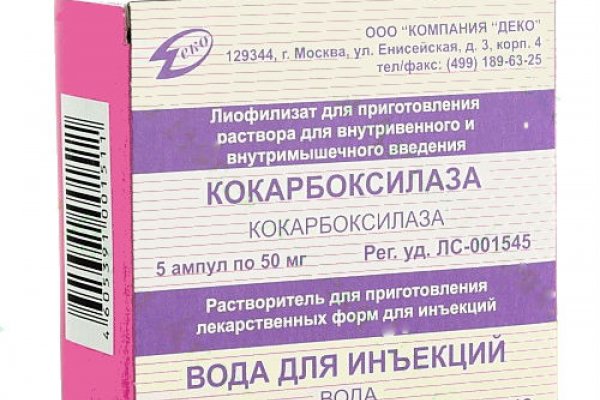 Деко
ООО "КОМПАНИЯ "ДЕКО"
129344, г. Москва, ул. Енисейская, д. 3, корп. 4
тел/факс: (499) 189-63-25
Лиофилизат для приготовления
раствора для внутривенного и
внутримышечного введения
КОКАРБОКСИЛАЗА
КОКАРБОКСИЛАЗА
5 ампул по 50 мг Рег. уд. ЛС-001545
Растворитель для приготовления
лекарственных форм для инъекций
ВОДА ДЛЯ ИНЪЕКЦИЙ
ВОДА
4605391001511